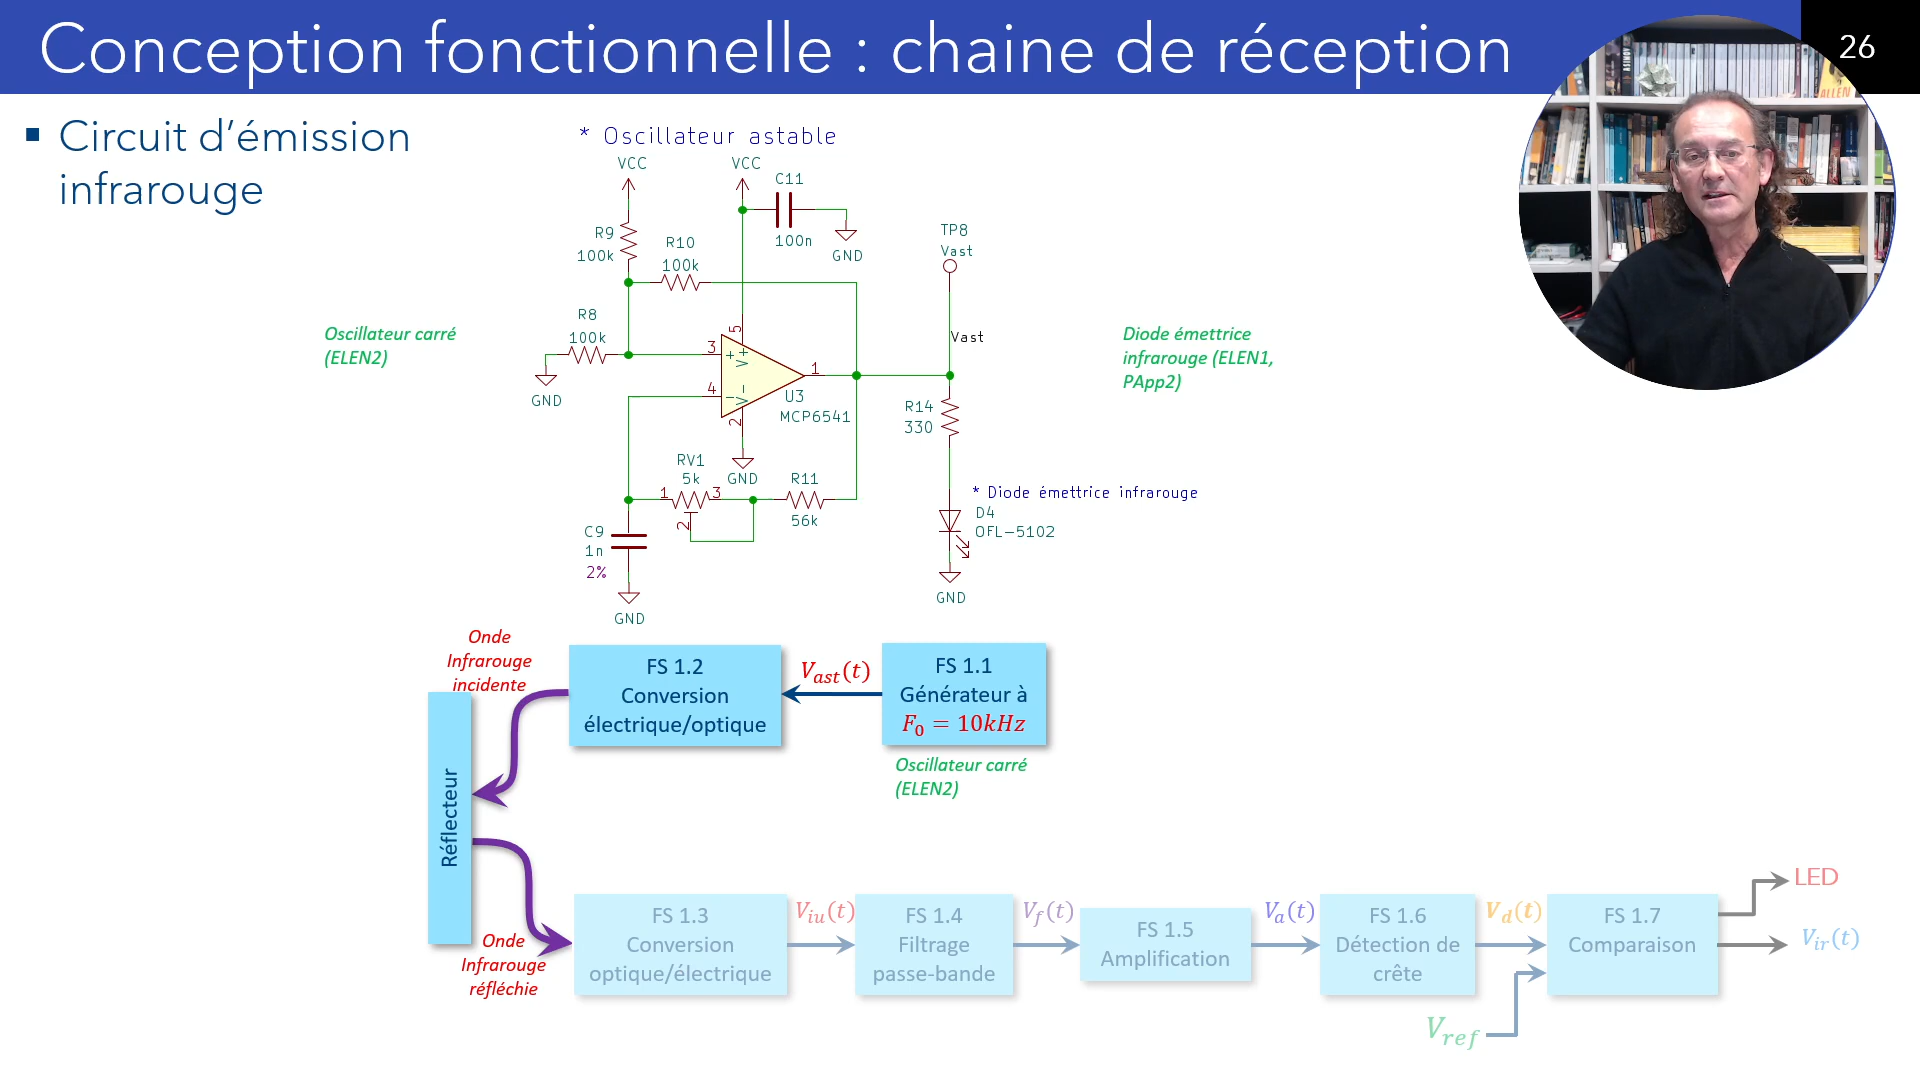 Conception fonctionnelle : chaine de réception
26
Circuit d’émission
infrarouge
* Oscillateur astable
VCC
VCC
C11
100n
GND
R9
100k
R10
100k
TP8
Vast
R8
100k
GND
Oscillateur carré
(ELEN2)
3
5
+
V+
1
4
-
V-
2
U3
MCP6541
Vast
Diode émettrice
infrarouge (ELEN1,
PApp2)
R14
330
RV1
5k
GND
R11
56k
1
3
2
* Diode émettrice infrarouge
D4
OFL-5102
C9
1n
2%
GND
GND
Onde
Infrarouge
incidente
FS 1.2
Conversion
électrique/optique
Vast(t)
FS 1.1
Générateur à
F0 = 10kHz
Oscillateur carré
(ELEN2)
Réflecteur
Onde
Infrarouge
réfléchie
FS 1.3
Conversion
optique/électrique
Viu(t)
FS 1.4
Filtrage
passe-bande
Vf(t)
FS 1.5
Amplification
Va(t)
FS 1.6
Détection de
crête
Vd(t)
FS 1.7
Comparaison
LED
Vir(t)
Vref